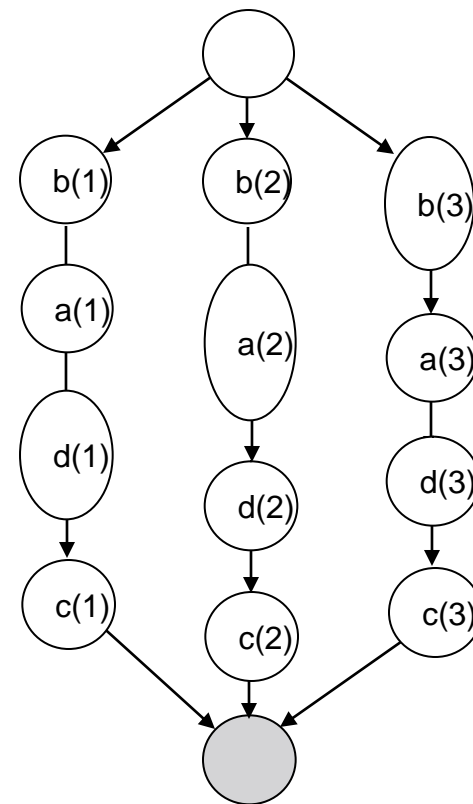 b(1)
b(2)
b(3)
a(1)
a(2)
a(3)
d(1)
d(2)
d(3)
c(1)
c(2)
c(3)